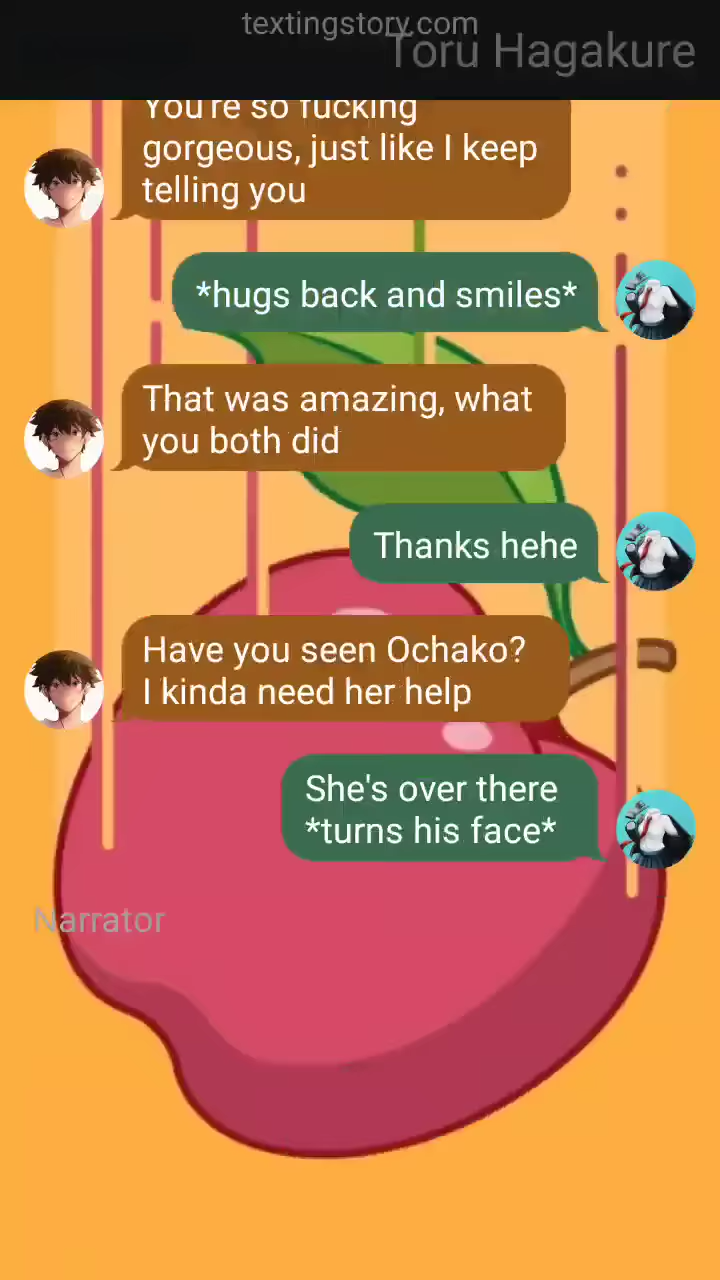 textingstory.com
Toru Hagakure
You're so fucking
gorgeous, just like I keep
telling you
*hugs back and smiles*
That was amazing, what
you both did
Thanks hehe
Have you seen Ochako?
I kinda need her help
She's over there
*turns his face*
Narrator